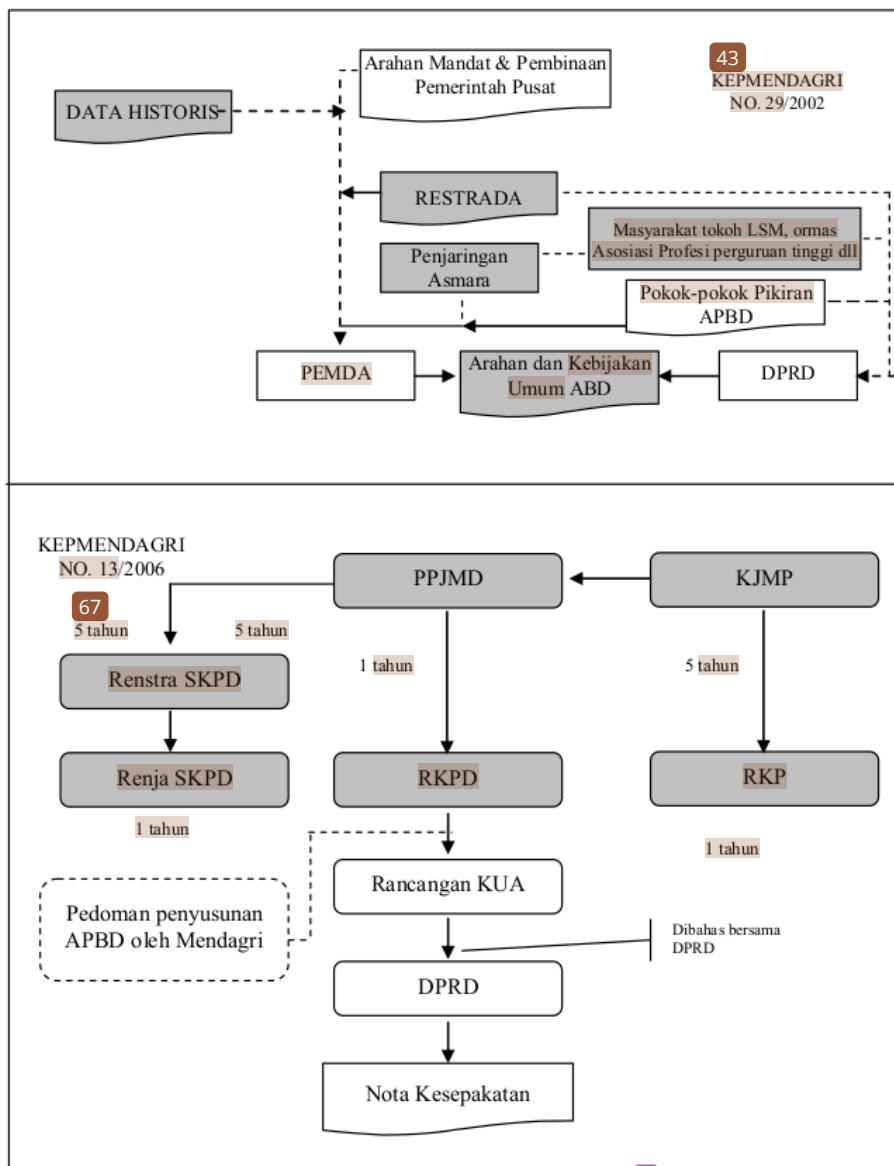 Arahan Mandat & Pembinaan
Pemerintah Pusat
43
KEPMENDAGRI
NO. 29/2002
DATA HISTORIS
RESTRADA
Masyarakat tokoh LSM, ormas
Asosiasi Profesi perguruan tinggi dll
Penjaringan
Asmara
Pokok-pokok Pikiran
APBD
PEMDA
Arahan dan Kebijakan
Umum ABD
DPRD
KEPMENDAGRI
NO. 13/2006
67
PPJMD
KJMP
5 tahun
5 tahun
1 tahun
5 tahun
Renstra SKPD
Renja SKPD
RKPD
RKP
1 tahun
1 tahun
Rancangan KUA
Pedoman penyusunan
APBD oleh Mendagri
Dibahas bersama
DPRD
DPRD
Nota Kesepakatan